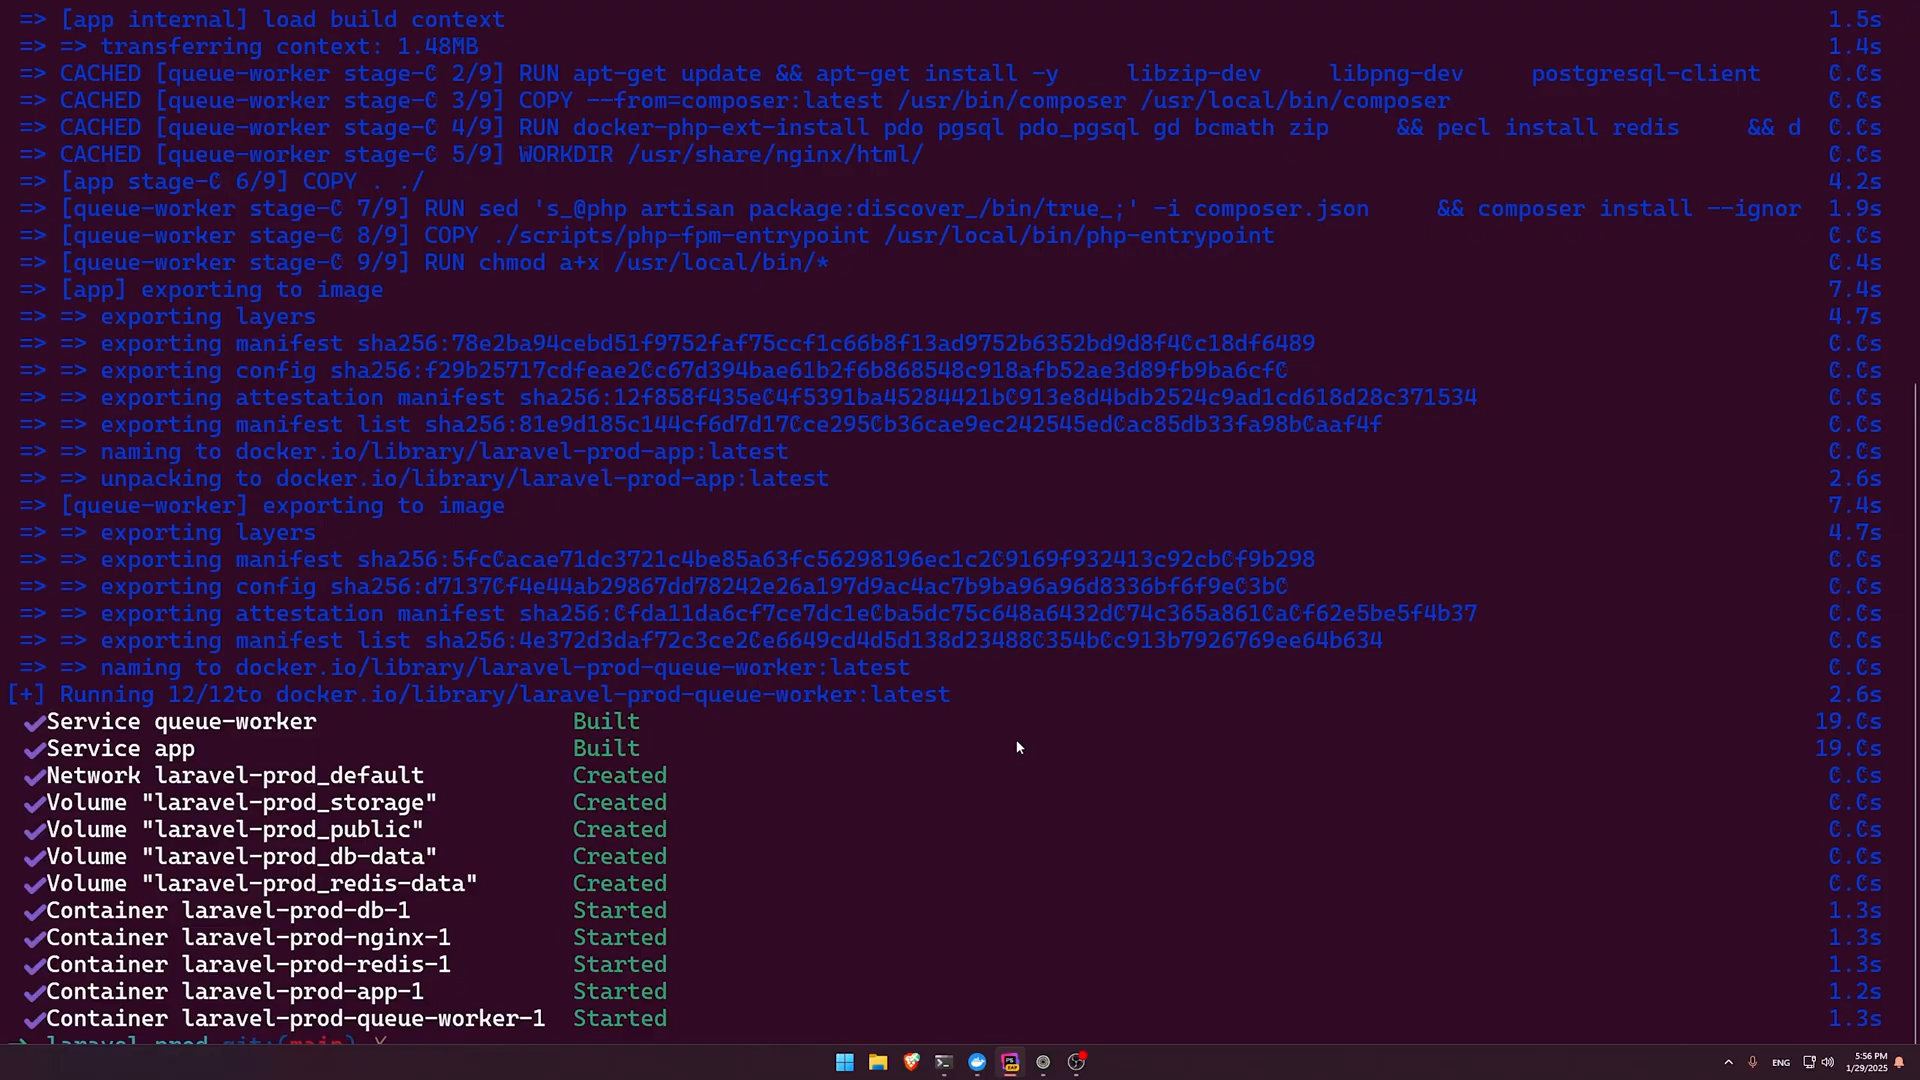 => [app internal] load build context 1.5s
=> => transferring context: 1.48MB 1.4s
=> CACHED [queue-worker stage-0 2/9] RUN apt-get update && apt-get install -y libzip-dev libpng-dev postgresql-client 0.0s
=> CACHED [queue-worker stage-0 3/9] COPY --from=composer:latest /usr/bin/composer /usr/local/bin/composer 0.0s
=> CACHED [queue-worker stage-0 4/9] RUN docker-php-ext-install pdo pgsql pdo_pgsql gd bcmath zip && pecl install redis && d 0.0s
=> CACHED [queue-worker stage-0 5/9] WORKDIR /usr/share/nginx/html/ 0.0s
=> [app stage-0 6/9] COPY . ./ 4.2s
=> [queue-worker stage-0 7/9] RUN sed 's_@php artisan package:discover_/bin/true_;' -i composer.json && composer install --ignor 1.9s
=> [queue-worker stage-0 8/9] COPY ./scripts/php-fpm-entrypoint /usr/local/bin/php-entrypoint 0.0s
=> [queue-worker stage-0 9/9] RUN chmod a+x /usr/local/bin/* 0.4s
=> [app] exporting to image 7.4s
=> => exporting layers 4.7s
=> => exporting manifest sha256:78e2ba94cebd51f9752faf75ccf1c66b8f13ad9752b6352bd9d8f40c18df6489 0.0s
=> => exporting config sha256:f29b25717cdfeae20c67d394bae61b2f6b868548c918afb52ae3d89fb9ba6cf0 0.0s
=> => exporting attestation manifest sha256:12f858f435e04f5391ba45284421b0913e8d4bdb2524c9ad1cd618d28c371534 0.0s
=> => exporting manifest list sha256:81e9d185c144cf6d7d170ce2950b36cae9ec242545ed0ac85db33fa98b0aaf4f 0.0s
=> => naming to docker.io/library/laravel-prod-app:latest 0.0s
=> => unpacking to docker.io/library/laravel-prod-app:latest 2.6s
=> [queue-worker] exporting to image 7.4s
=> => exporting layers 4.7s
=> => exporting manifest sha256:5fc0acae71dc3721c4be85a63fc56298196ec1c209169f932413c92cb0f9b298 0.0s
=> => exporting config sha256:d71370f4e44ab29867dd78242e26a197d9ac4ac7b9ba96a96d8336bf6f9e03b0 0.0s
=> => exporting attestation manifest sha256:0fda11da6cf7ce7dc1e0ba5dc75c648a6432d074c365a8610a0f62e5be5f4b37 0.0s
=> => exporting manifest list sha256:4e372d3daf72c3ce20e6649cd4d5d138d234880354b0c913b7926769ee64b634 0.0s
=> => naming to docker.io/library/laravel-prod-queue-worker:latest 0.0s
[+] Running 12/12to docker.io/library/laravel-prod-queue-worker:latest 2.6s
✔Service queue-worker Built 19.0s
✔Service app Built 19.0s
✔Network laravel-prod_default Created 0.0s
✔Volume "laravel-prod_storage" Created 0.0s
✔Volume "laravel-prod_public" Created 0.0s
✔Volume "laravel-prod_db-data" Created 0.0s
✔Volume "laravel-prod_redis-data" Created 0.0s
✔Container laravel-prod-db-1 Started 1.3s
✔Container laravel-prod-nginx-1 Started 1.3s
✔Container laravel-prod-redis-1 Started 1.3s
✔Container laravel-prod-app-1 Started 1.2s
✔Container laravel-prod-queue-worker-1 Started 1.3s
laravel-prod git:(main) ✗
ENG
5:56 PM
1/29/2025